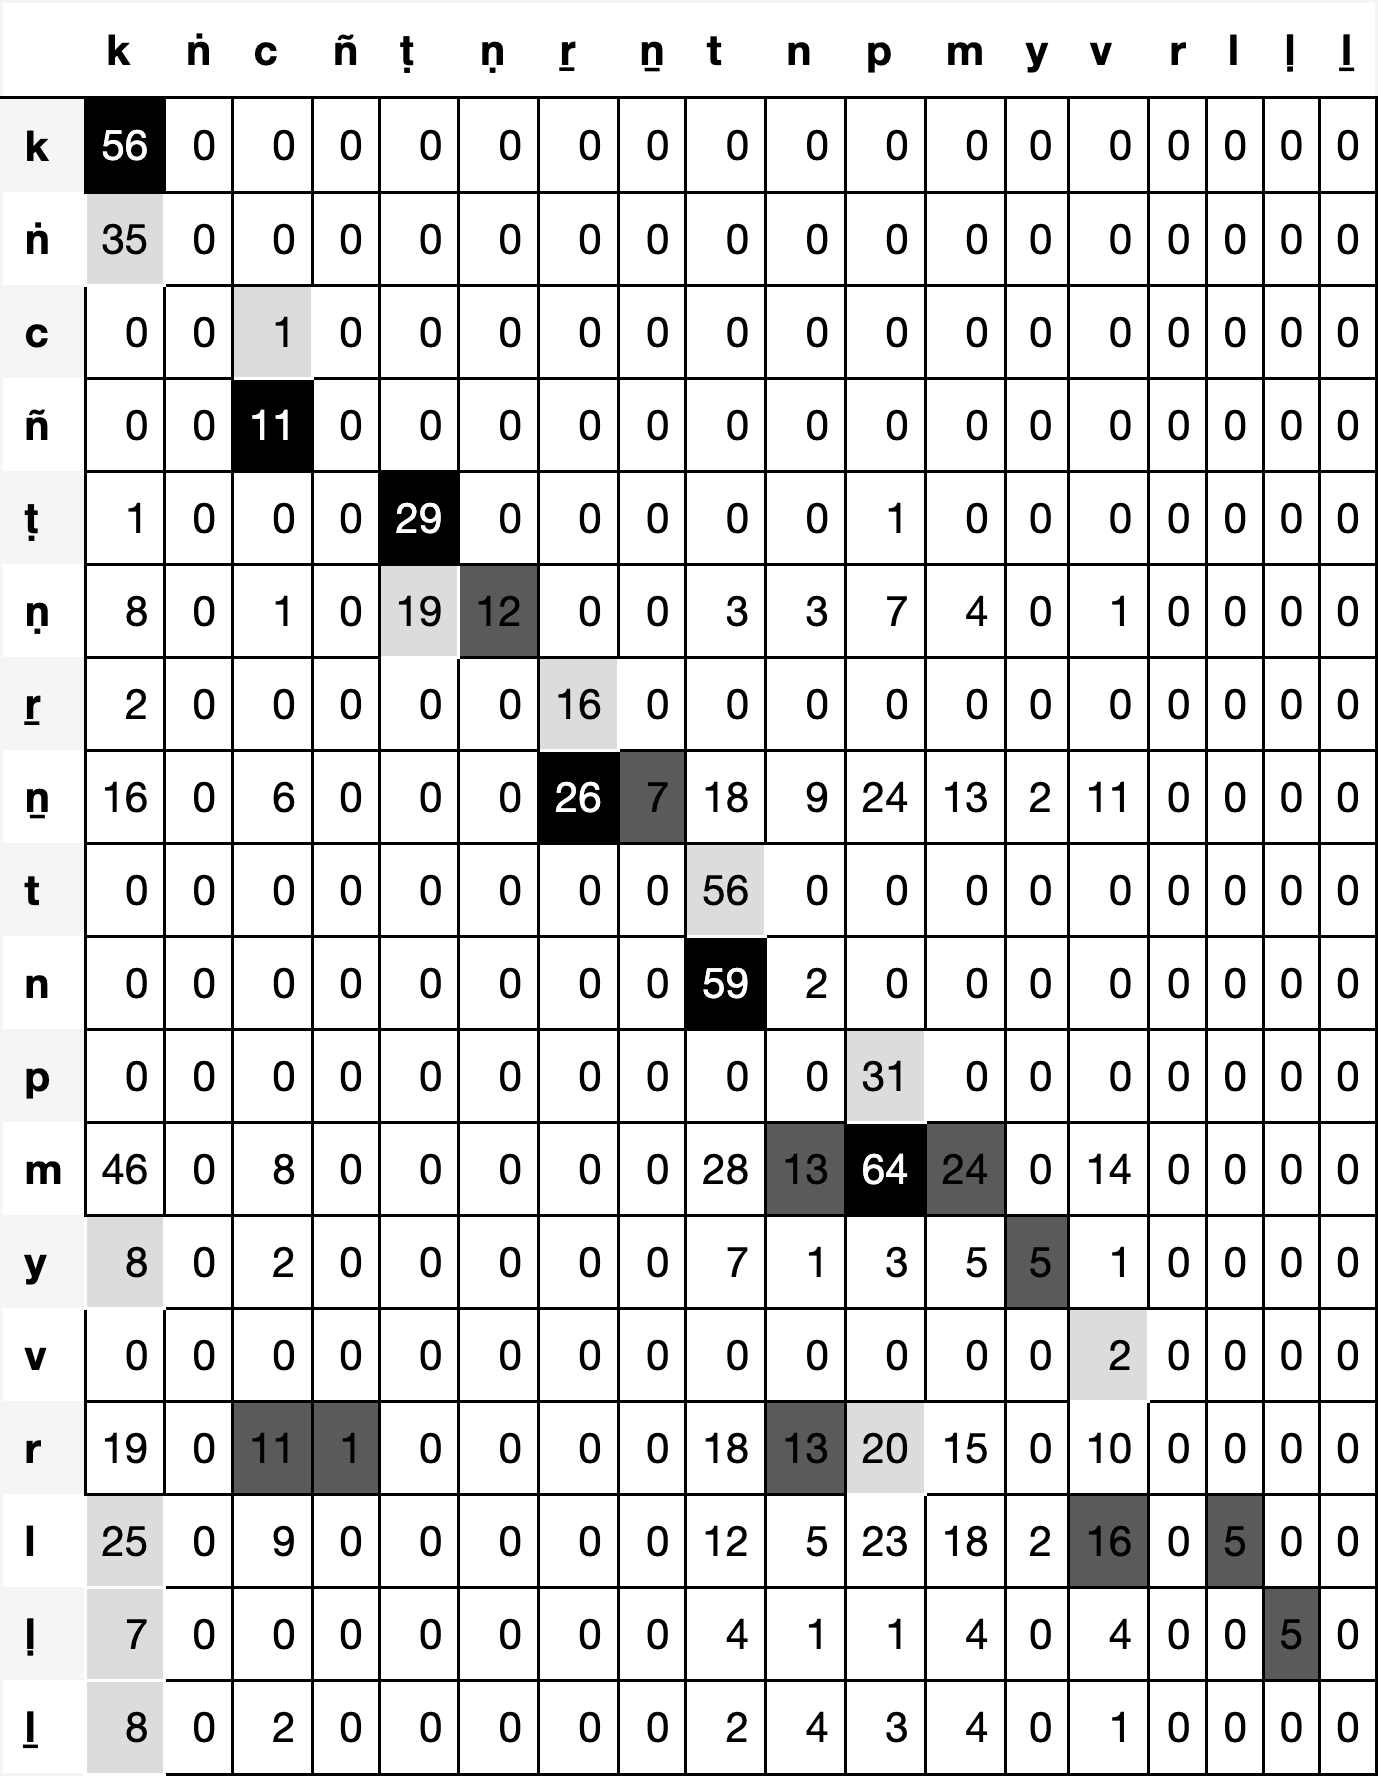 k ṅ c ñ ṭ ṇ ṟ ṉ t n p m y v r l ḷ ḻ
k 56 0 0 0 0 0 0 0 0 0 0 0 0 0 0 0 0 0
ṅ 35 0 0 0 0 0 0 0 0 0 0 0 0 0 0 0 0 0
c 0 0 1 0 0 0 0 0 0 0 0 0 0 0 0 0 0 0
ñ 0 0 11 0 0 0 0 0 0 0 0 0 0 0 0 0 0 0
ṭ 1 0 0 0 29 0 0 0 0 0 1 0 0 0 0 0 0 0
ṇ 8 0 1 0 19 12 0 0 3 3 7 4 0 1 0 0 0 0
ṟ 2 0 0 0 0 0 16 0 0 0 0 0 0 0 0 0 0 0
ṉ 16 0 6 0 0 0 26 7 18 9 24 13 2 11 0 0 0 0
t 0 0 0 0 0 0 0 0 56 0 0 0 0 0 0 0 0 0
n 0 0 0 0 0 0 0 0 59 2 0 0 0 0 0 0 0 0
p 0 0 0 0 0 0 0 0 0 0 31 0 0 0 0 0 0 0
m 46 0 8 0 0 0 0 0 28 13 64 24 0 14 0 0 0 0
y 8 0 2 0 0 0 0 0 7 1 3 5 5 1 0 0 0 0
v 0 0 0 0 0 0 0 0 0 0 0 0 0 2 0 0 0 0
r 19 0 11 1 0 0 0 0 18 13 20 15 0 10 0 0 0 0
l 25 0 9 0 0 0 0 0 12 5 23 18 2 16 0 5 0 0
ḷ 7 0 0 0 0 0 0 0 4 1 1 4 0 4 0 0 5 0
ḻ 8 0 2 0 0 0 0 0 2 4 3 4 0 1 0 0 0 0